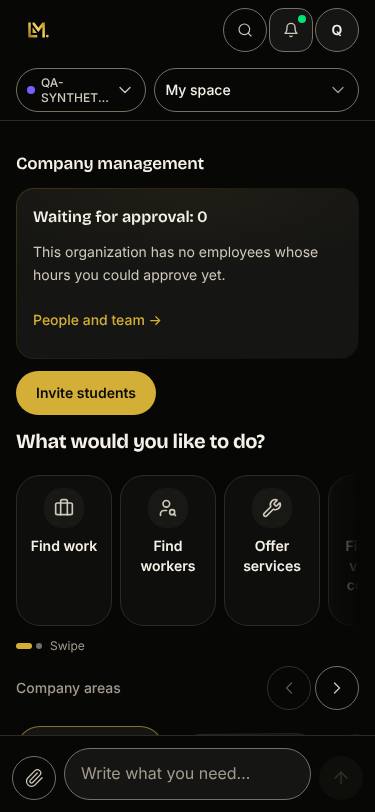 LM.
Q
QA-
SYNTHET...
My space
Company management
Waiting for approval: 0
This organization has no employees whose
hours you could approve yet.
People and team →
Invite students
What would you like to do?
Find work
Find
workers
Offer
services
Swipe
Company areas
Write what you need...